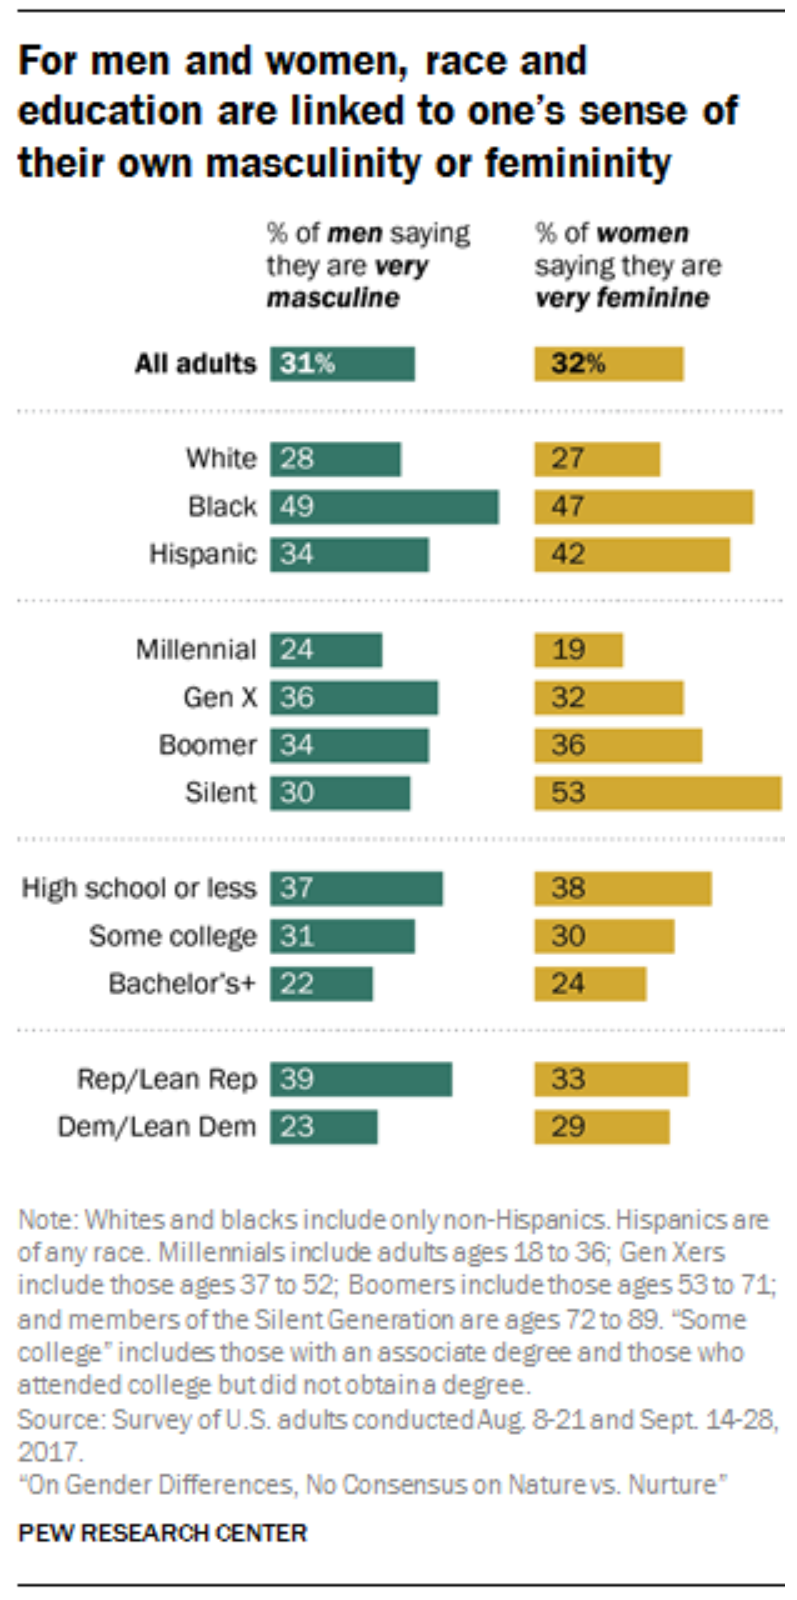 For men and women, race and
education are linked to one's sense of
their own masculinity or femininity
% of men saying they are very masculine
% of women saying they are very feminine
All adults 31% 32%
White 28 27
Black 49 47
Hispanic 34 42
Millennial 24 19
Gen X 36 32
Boomer 34 36
Silent 30 53
High school or less 37 38
Some college 31 30
Bachelor's+ 22 24
Rep/Lean Rep 39 33
Dem/Lean Dem 23 29
Note: Whites and blacks include only non-Hispanics. Hispanics are
of any race. Millennials include adults ages 18 to 36; Gen Xers
include those ages 37 to 52; Boomers include those ages 53 to 71;
and members of the Silent Generation are ages 72 to 89. “Some
college” includes those with an associate degree and those who
attended college but did not obtain a degree.
Source: Survey of U.S. adults conducted Aug. 8-21 and Sept. 14-28,
2017.
“On Gender Differences, No Consensus on Nature vs. Nurture”
PEW RESEARCH CENTER